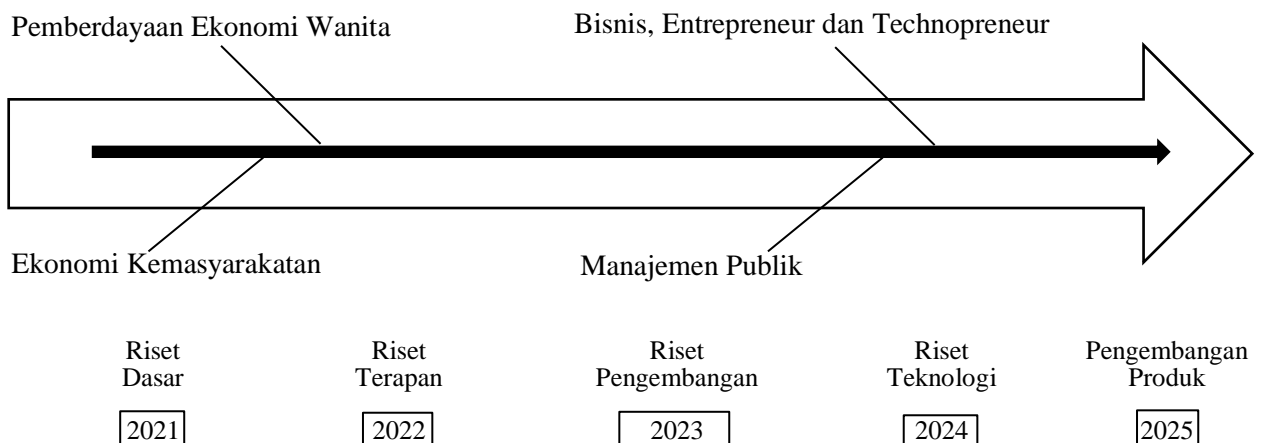 Pemberdayaan Ekonomi Wanita
Bisnis, Entrepreneur dan Technopreneur
Ekonomi Kemasyarakatan
Manajemen Publik
Riset
Dasar
Riset
Terapan
Riset
Pengembangan
Riset
Teknologi
Pengembangan
Produk
2021
2022
2023
2024
2025